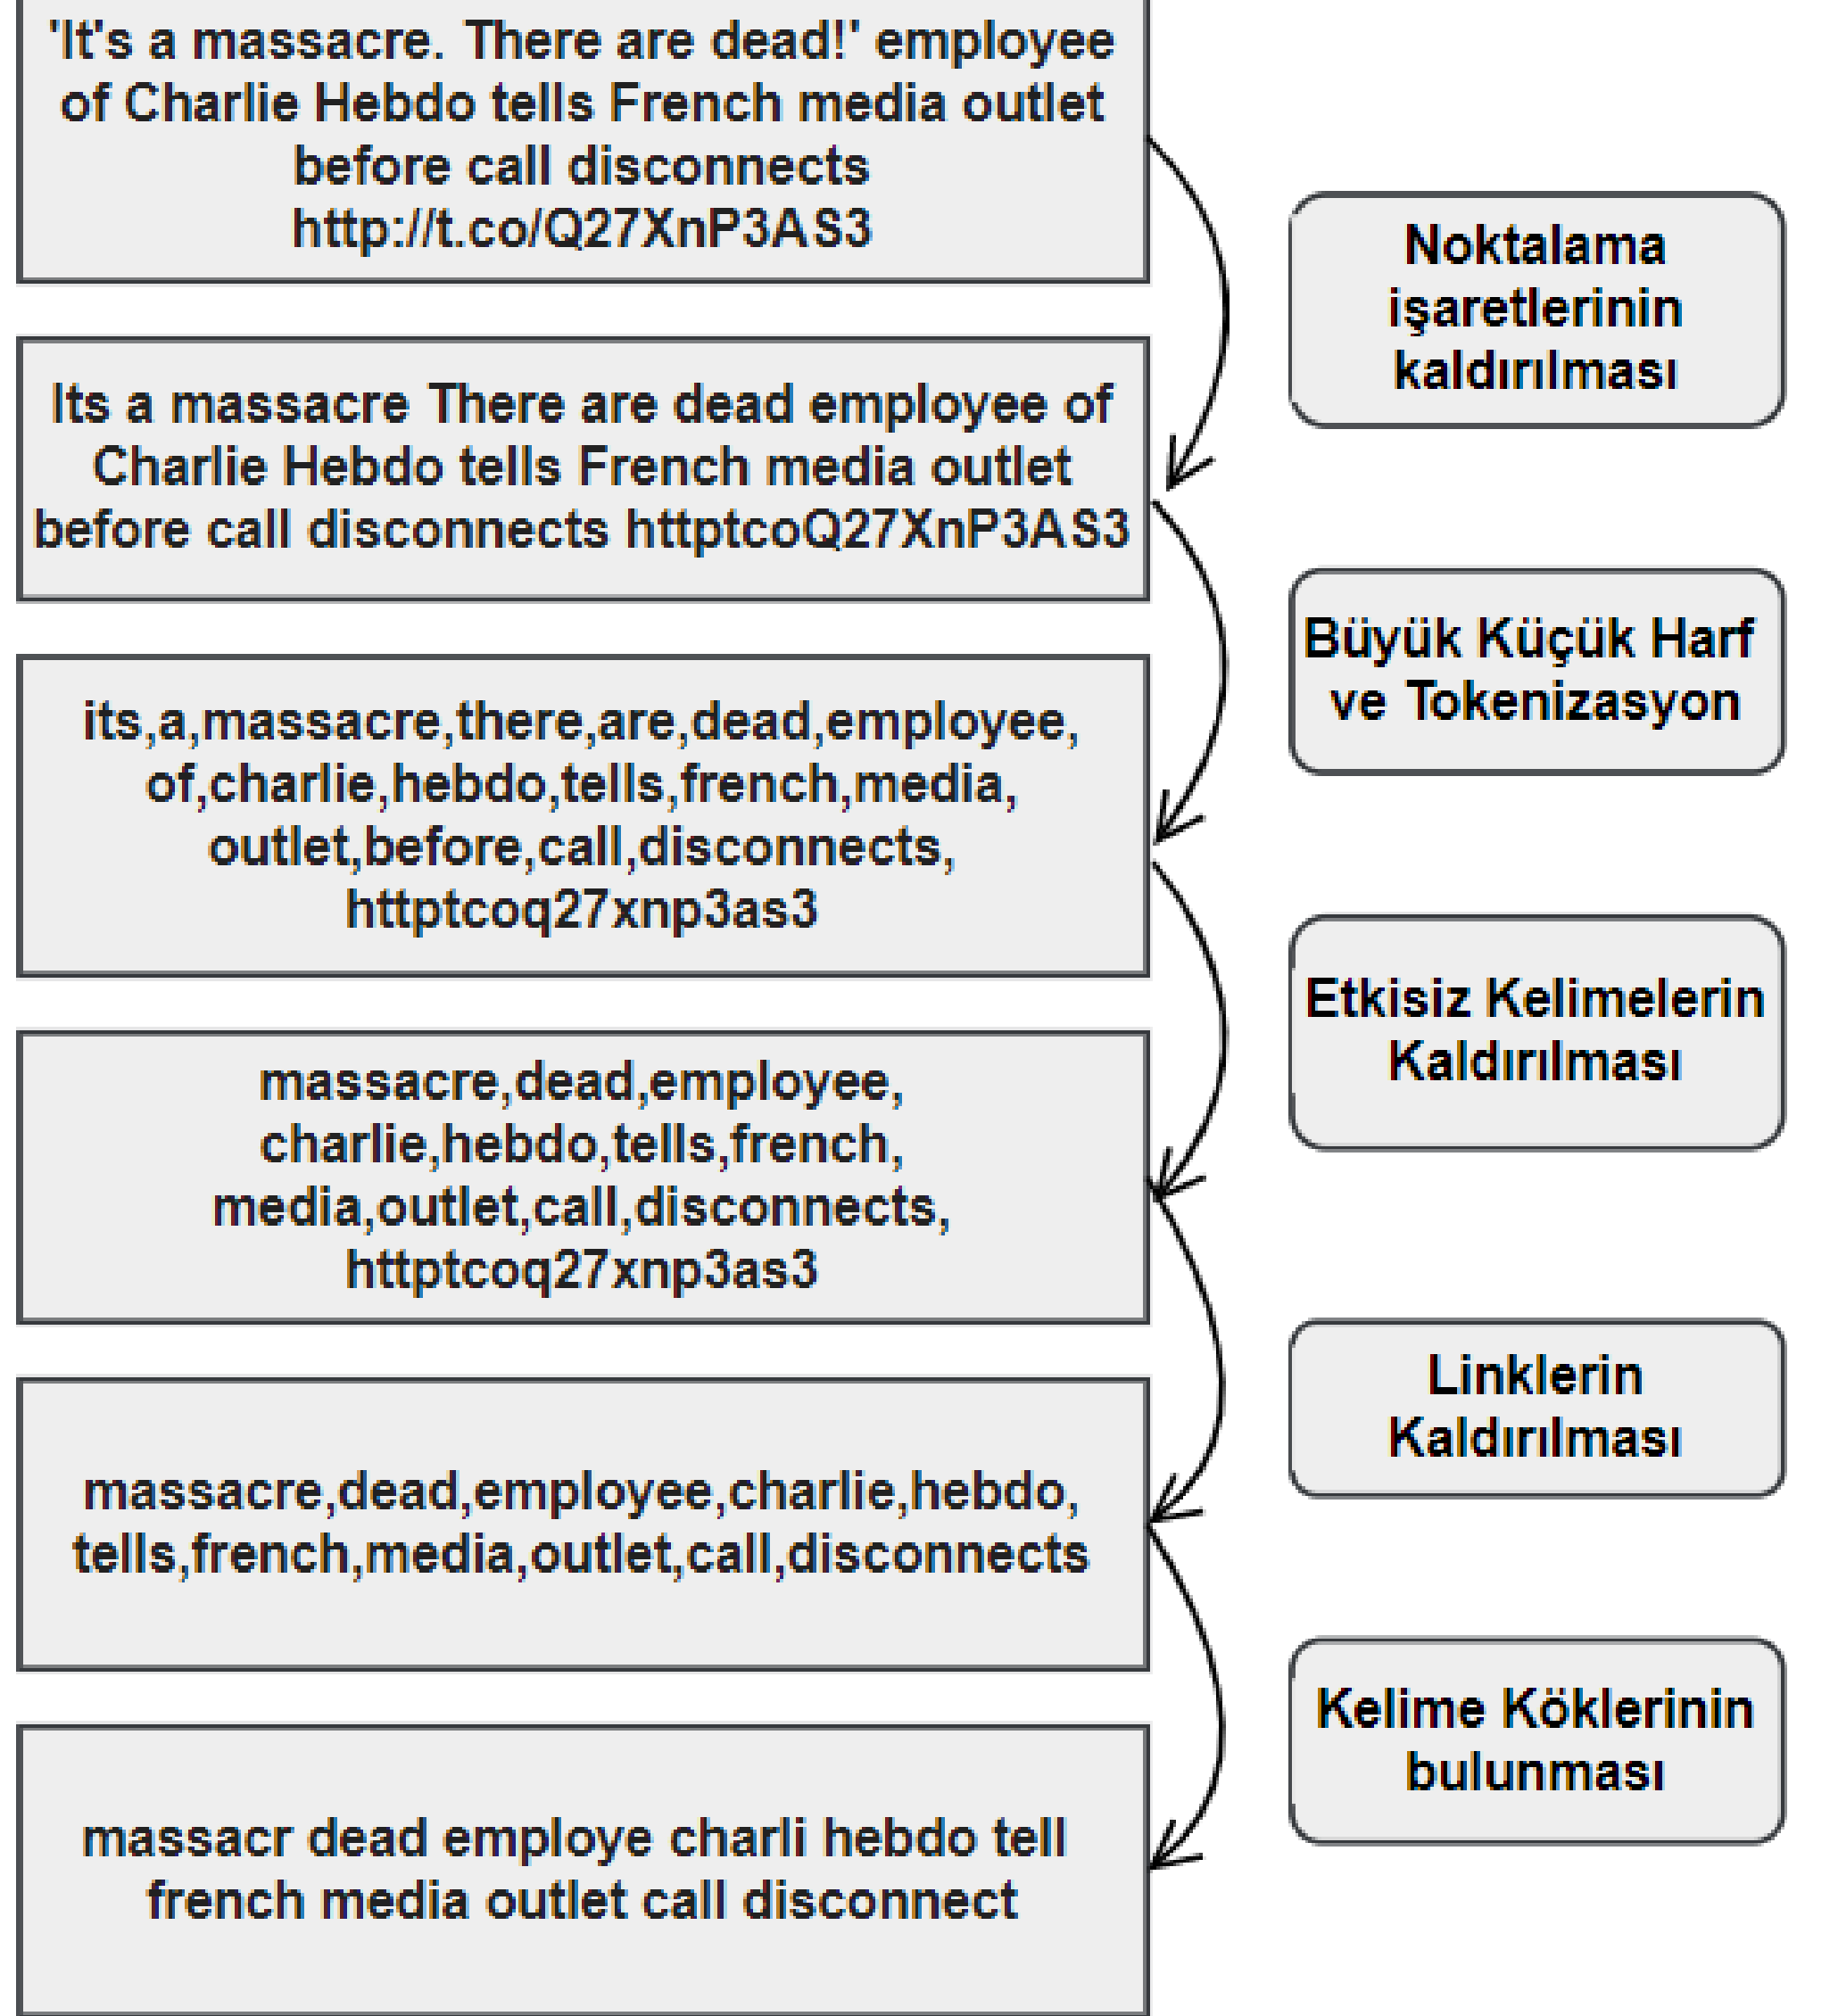 'It's a massacre. There are dead!' employee
of Charlie Hebdo tells French media outlet
before call disconnects
http://t.co/Q27XnP3AS3
Noktalama
işaretlerinin
kaldırılması
Its a massacre There are dead employee of
Charlie Hebdo tells French media outlet
before call disconnects httptcoQ27XnP3AS3
Büyük Küçük Harf
ve Tokenizasyon
its,a,massacre,there,are,dead,employee,
of,charlie,hebdo,tells,french,media,
outlet,before,call,disconnects,
httptcoq27xnp3as3
Etkisiz Kelimelerin
Kaldırılması
massacre,dead,employee,
charlie,hebdo,tells,french,
media,outlet,call,disconnects,
httptcoq27xnp3as3
Linklerin
Kaldırılması
massacre,dead,employee,charlie,hebdo,
tells,french,media,outlet,call,disconnects
Kelime Köklerinin
bulunması
massacr dead employe charli hebdo tell
french media outlet call disconnect